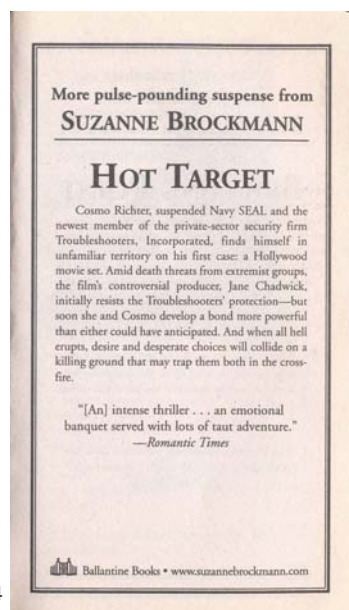 More pulse-pounding suspense from
SUZANNE BROCKMANN
HOT TARGET
Cosmo Richter, suspended Navy SEAL and the
newest member of the private-sector security firm
Troubleshooters, Incorporated, finds himself in
unfamiliar territory on his first case: a Hollywood
movie set. Amid death threats from extremist groups,
the film's controversial producer, Jane Chadwick,
initially resists the Troubleshooters' protection—but
soon she and Cosmo develop a bond more powerful
than either could have anticipated. And when all hell
erupts, desire and desperate choices will collide on a
killing ground that may trap them both in the cross-
fire.
"[An] intense thriller . . . an emotional
banquet served with lots of taut adventure."
—Romantic Times
Ballantine Books • www.suzannebrockmann.com